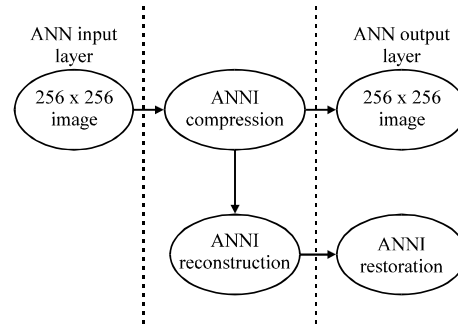 ANN input
layer
ANN output
layer
256 x 256
image
ANNI
compression
256 x 256
image
ANNI
reconstruction
ANNI
restoration